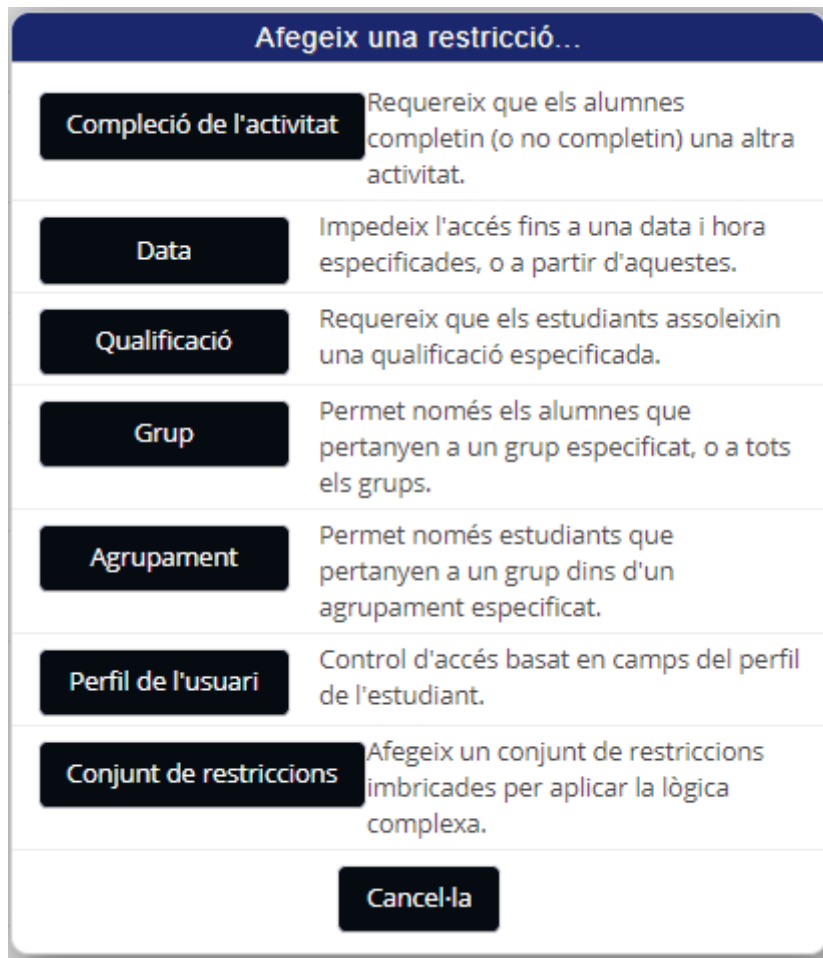 Afegeix una restricció...
Compleció de l'activitat
Requereix que els alumnes
completin (o no completin) una altra
activitat.
Data
Impedeix l'accés fins a una data i hora
especificades, o a partir d'aquestes.
Qualificació
Requereix que els estudiants assoleixin
una qualificació especificada.
Grup
Permet només els alumnes que
pertanyen a un grup especificat, o a tots
els grups.
Agrupament
Permet només estudiants que
pertanyen a un grup dins d'un
agrupament especificat.
Perfil de l'usuari
Control d'accés basat en camps del perfil
de l'estudiant.
Conjunt de restriccions
Afegeix un conjunt de restriccions
imbricades per aplicar la lògica
complexa.
Cancel·la